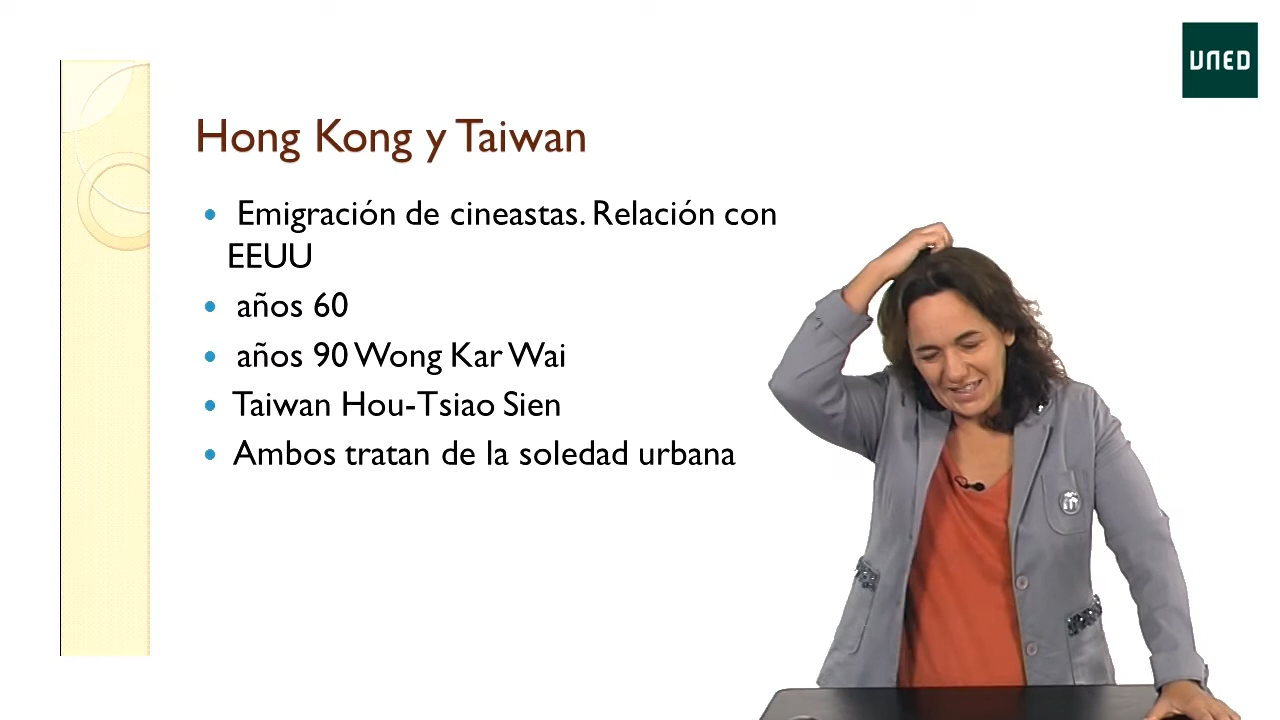 UNED
Hong Kong y Taiwan
Emigración de cineastas. Relación con
EEUU
años 60
años 90 Wong Kar Wai
Taiwan Hou-Tsiao Sien
Ambos tratan de la soledad urbana